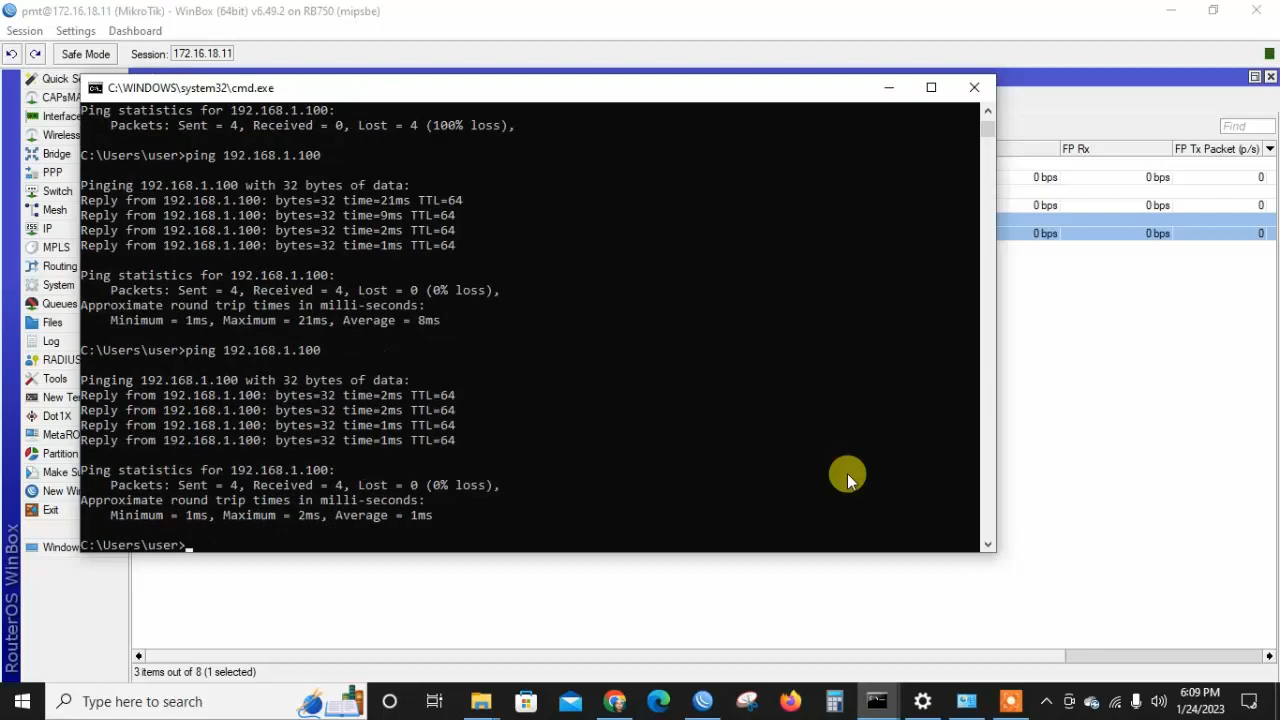 pmt@172.16.18.11 (MikroTik) - WinBox (64bit) v6.49.2 on RB750 (mipsbe)
Session Settings Dashboard
Safe Mode Session: 172.16.18.11
Quick
CAPsMA
Interface
Wireless
Bridge
PPP
Switch
Mesh
IP
MPLS
Routing
System
Queues
Files
Log
RADIUS
Tools
New Te
Dot1X
MetaRO
Partition
Make Su
New Win
Exit
Window
RouterOS WinBox
C:\WINDOWS\system32\cmd.exe
Ping statistics for 192.168.1.100:
Packets: Sent = 4, Received = 0, Lost = 4 (100% loss),
C:\Users\user>ping 192.168.1.100
Pinging 192.168.1.100 with 32 bytes of data:
Reply from 192.168.1.100: bytes=32 time=21ms TTL=64
Reply from 192.168.1.100: bytes=32 time=9ms TTL=64
Reply from 192.168.1.100: bytes=32 time=2ms TTL=64
Reply from 192.168.1.100: bytes=32 time=1ms TTL=64
Ping statistics for 192.168.1.100:
Packets: Sent = 4, Received = 4, Lost = 0 (0% loss),
Approximate round trip times in milli-seconds:
Minimum = 1ms, Maximum = 21ms, Average = 8ms
C:\Users\user>ping 192.168.1.100
Pinging 192.168.1.100 with 32 bytes of data:
Reply from 192.168.1.100: bytes=32 time=2ms TTL=64
Reply from 192.168.1.100: bytes=32 time=2ms TTL=64
Reply from 192.168.1.100: bytes=32 time=1ms TTL=64
Reply from 192.168.1.100: bytes=32 time=1ms TTL=64
Ping statistics for 192.168.1.100:
Packets: Sent = 4, Received = 4, Lost = 0 (0% loss),
Approximate round trip times in milli-seconds:
Minimum = 1ms, Maximum = 2ms, Average = 1ms
C:\Users\user>
Find
FP Rx FP Tx Packet (p/s)
0 bps 0 bps 0
0 bps 0 bps 0
0 bps 0 bps 0
3 items out of 8 (1 selected)
Type here to search
6:09 PM
1/24/2023